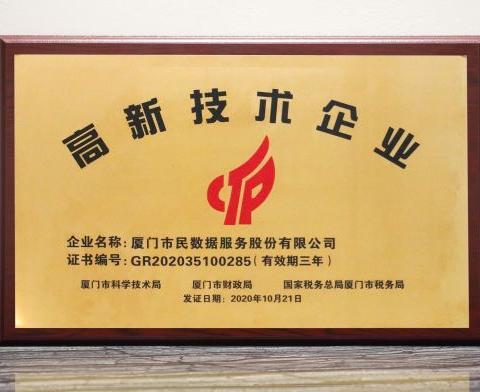 高新技术企业
企业名称：厦门市民数据服务股份有限公司
证书编号：GR202035100285（有效期三年）
厦门市科学技术局 厦门市财政局 国家税务总局厦门市税务局
发证日期：2020年10月21日